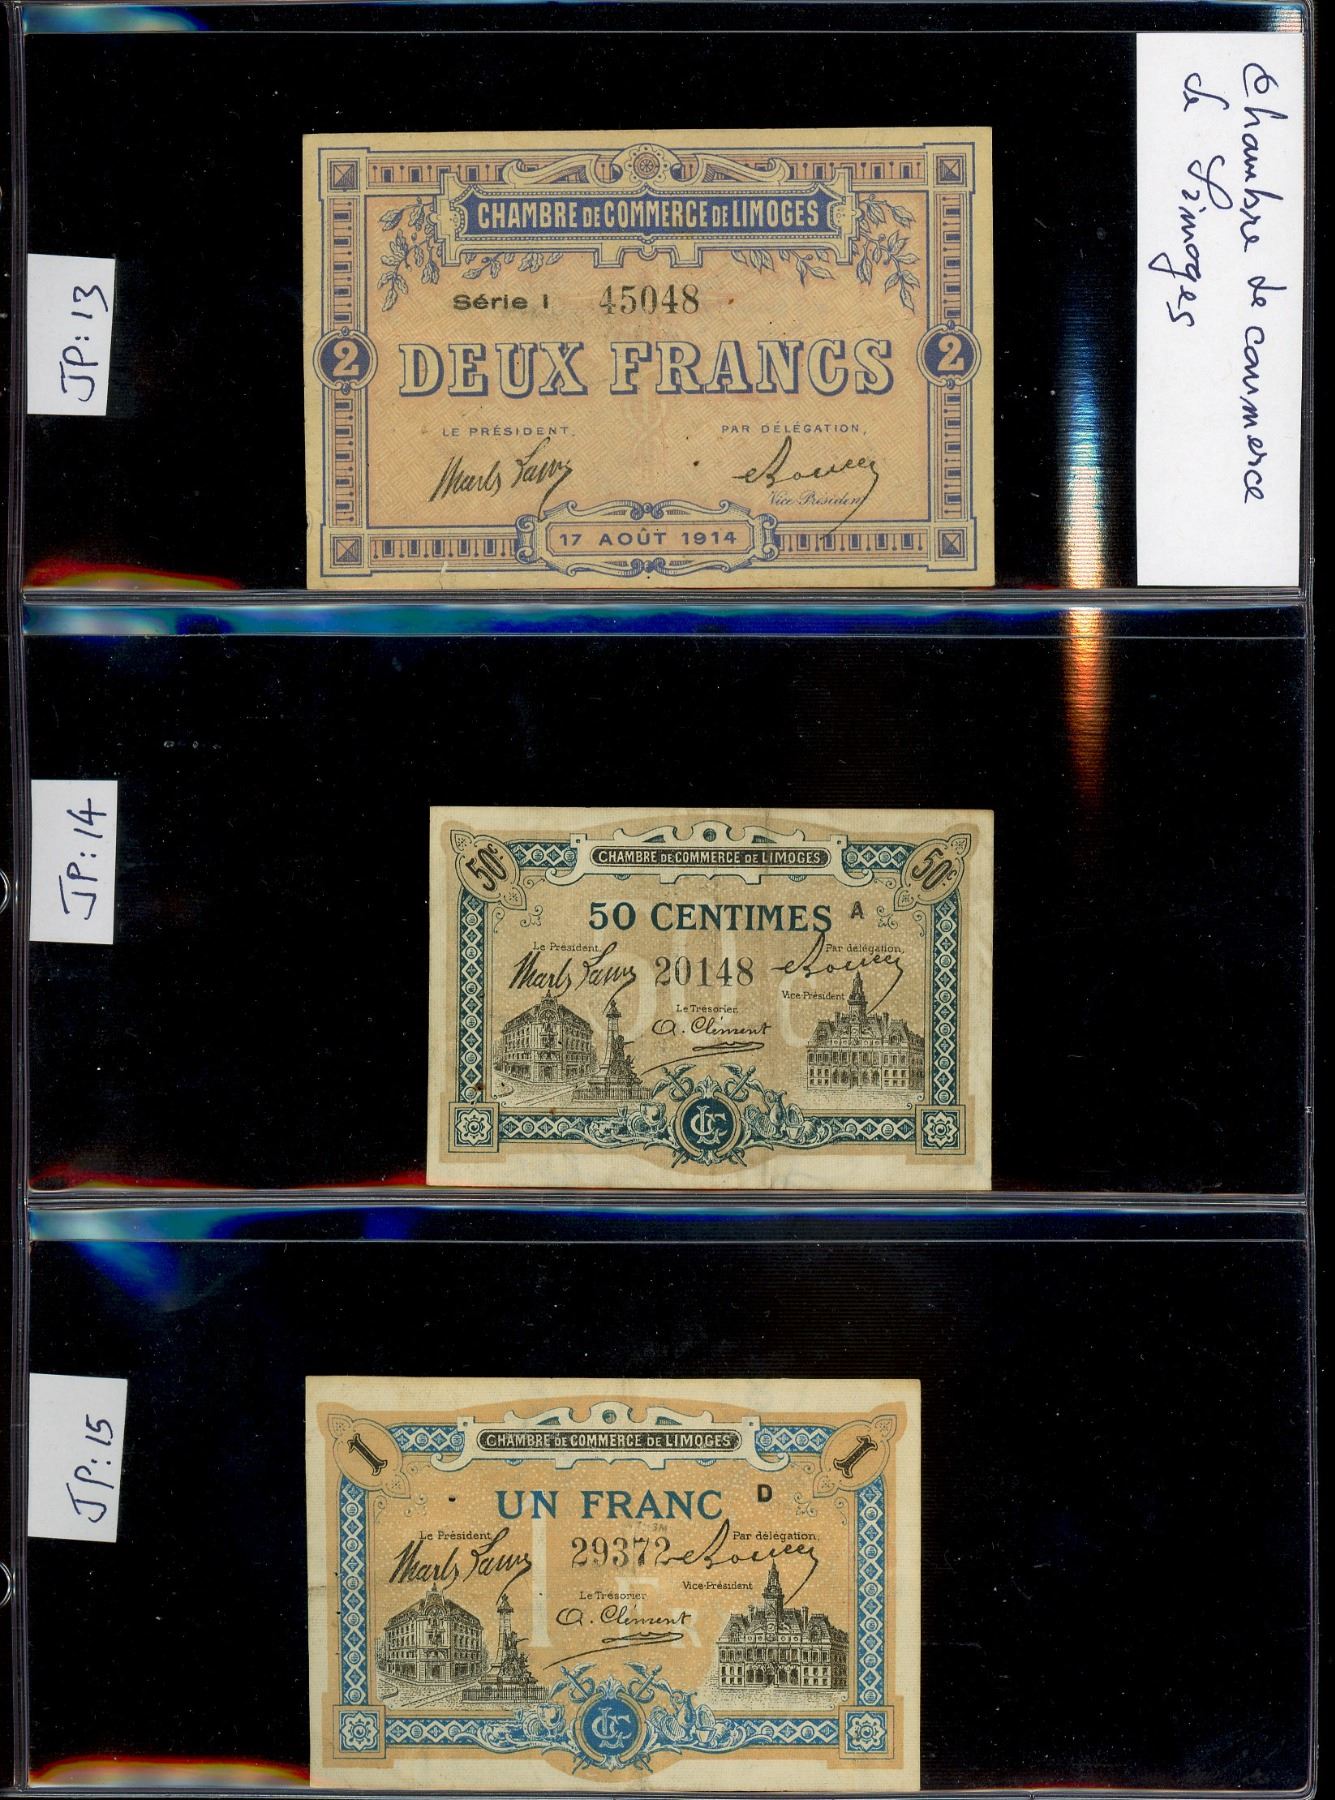 Chambre de commerce
de Limoges
JP:13
CHAMBRE DE COMMERCE DE LIMOGES
Série I 45048
2 DEUX FRANCS 2
LE PRÉSIDENT, PAR DÉLÉGATION,
Vice-Président
17 AOÛT 1914
JP:14
50c CHAMBRE DE COMMERCE DE LIMOGES 50c
50 CENTIMES A
Le Président, Par délégation,
20148
Vice-Président
Le Trésorier,
A. Clément
JP:15
1 CHAMBRE DE COMMERCE DE LIMOGES 1
UN FRANC D
Le Président, Par délégation,
29372
Vice-Président
Le Trésorier
A. Clément